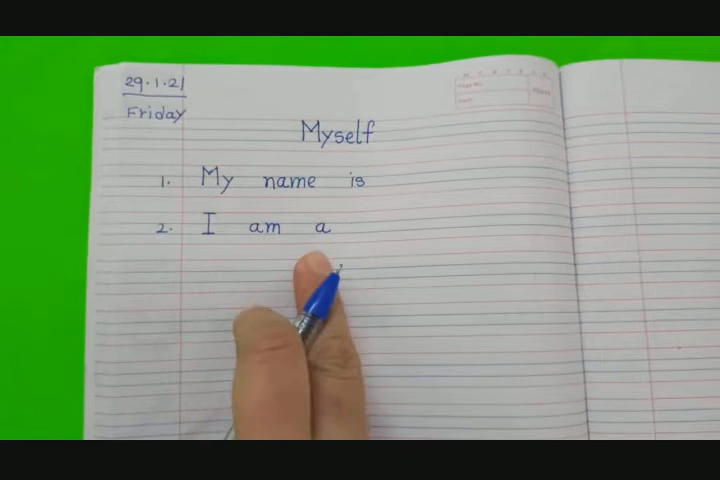 29.1.21
Friday
Myself
1. My name is
2. I am a